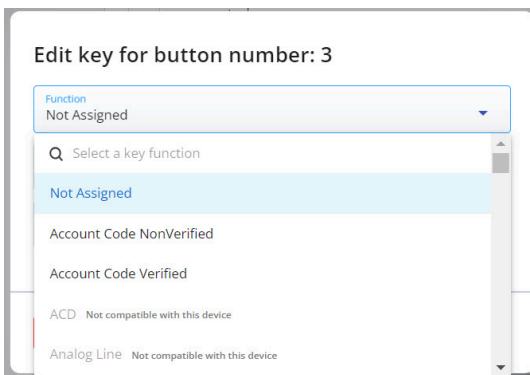 Edit key for button number: 3
Function
Not Assigned
Select a key function
Not Assigned
Account Code NonVerified
Account Code Verified
ACD Not compatible with this device
Analog Line Not compatible with this device